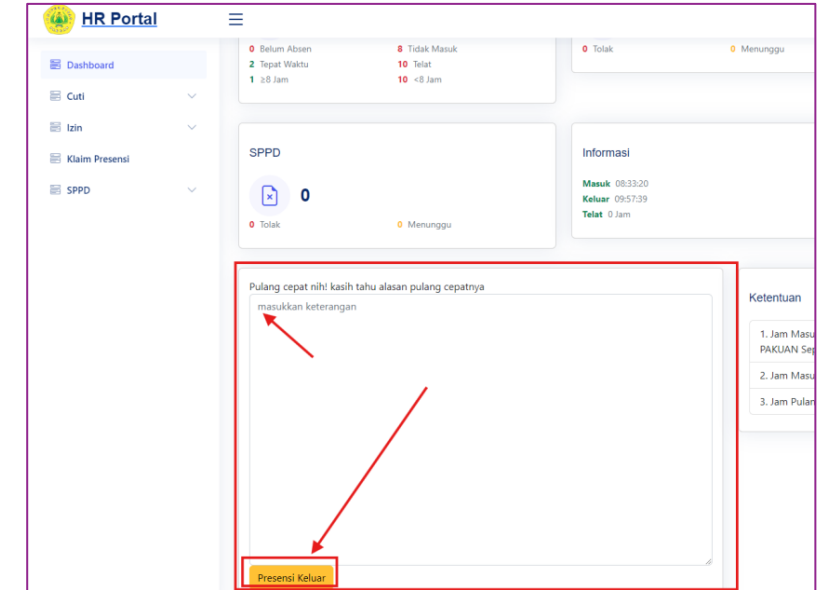 HR Portal
Dashboard
Cuti
Izin
Klaim Presensi
SPPD
0 Belum Absen
8 Tidak Masuk
2 Tepat Waktu
10 Telat
1 ≥8 Jam
10 <8 Jam
0 Tolak
0 Menunggu
SPPD
0
0 Tolak
0 Menunggu
Informasi
Masuk 08:33:20
Keluar 09:57:39
Telat 0 Jam
Pulang cepat nih! kasih tahu alasan pulang cepatnya
masukkan keterangan
Presensi Keluar
Ketentuan
1. Jam Masu
PAKUAN Sep
2. Jam Masu
3. Jam Pulan